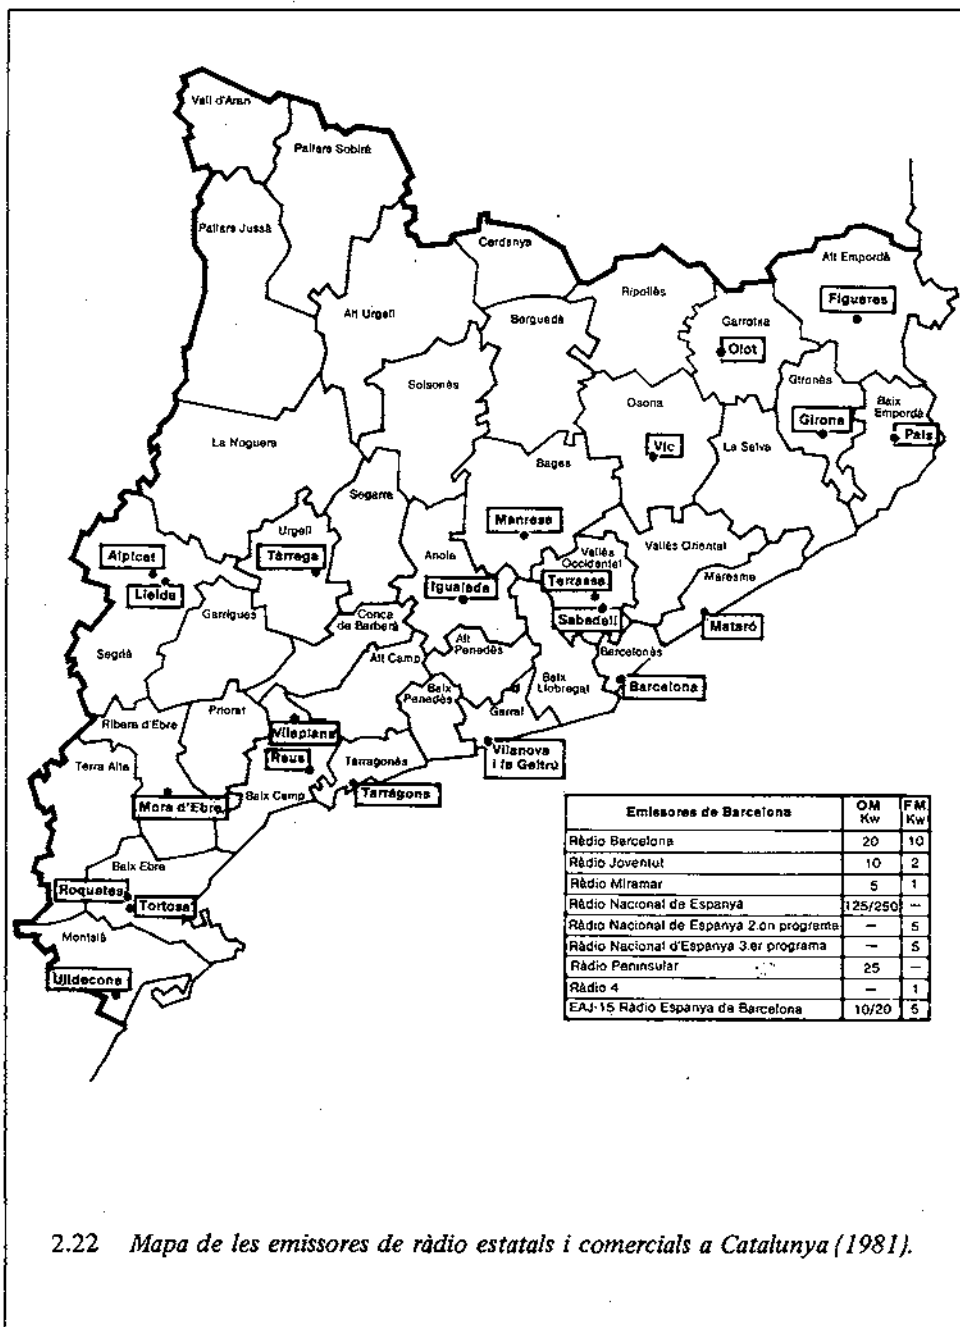 Vall d'Aran
Pallars Sobirà
Pallars Jussà
Cerdanya
Alt Empordà
Alt Urgell
Ripollès
Figueres
Berguedà
Garrotxa
Olot
Solsonès
Gironès
Osona
Baix
Empordà
La Noguera
Girona
Pals
Vic
La Selva
Bages
Segarra
Manresa
Urgell
Alpicat
Tàrrega
Anoia
Vallès
Occidental
Vallès Oriental
Lleida
Igualada
Terrassa
Maresme
Garrigues
Conca
de Barberà
Sabadell
Mataró
Segrià
Alt
Penedès
Barcelonès
Alt Camp
Baix
Llobregat
Barcelona
Baix
Penedès
Priorat
Garraf
Ribera d'Ebre
Vilaplana
Vilanova
i la Geltrú
Terra Alta
Reus
Tarragonès
Baix Camp
Tarragona
Mora d'Ebre
Baix Ebre
Roquetes
Tortosa
Montsià
Ulldecona
Emissores de Barcelona OM Kw FM Kw
Ràdio Barcelona 20 10
Ràdio Joventut 10 2
Ràdio Miramar 5 1
Ràdio Nacional de Espanya 125/250 —
Ràdio Nacional de Espanya 2.on programa — 5
Ràdio Nacional d'Espanya 3.er programa — 5
Ràdio Peninsular 25 —
Ràdio 4 — 1
EAJ-15 Ràdio Espanya de Barcelona 10/20 5
2.22 Mapa de les emissores de ràdio estatals i comercials a Catalunya (1981).